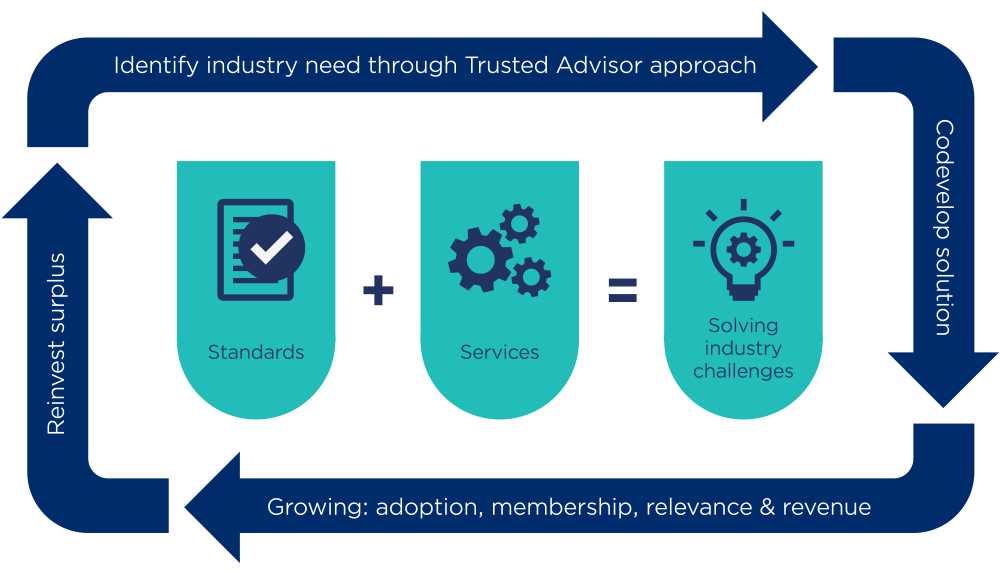 Identify industry need through Trusted Advisor approach
Codevelop solution
Standards
+
Services
=
Solving
industry
challenges
Growing: adoption, membership, relevance & revenue
Reinvest surplus